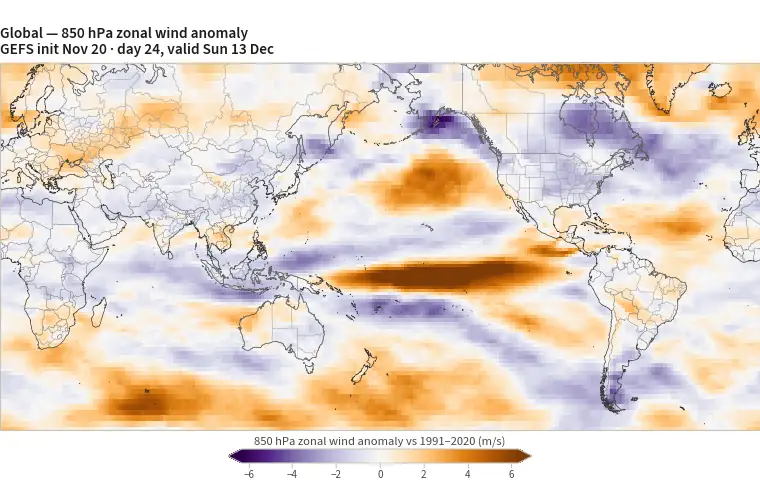 Global — 850 hPa zonal wind anomaly
GEFS init Nov 20 · day 24, valid Sun 13 Dec
850 hPa zonal wind anomaly vs 1991–2020 (m/s)
−6 −4 −2 0 2 4 6